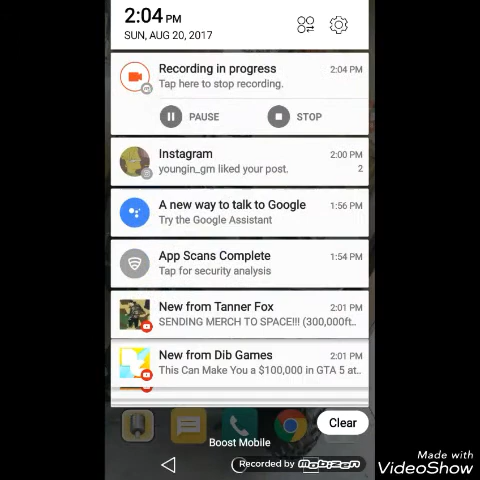 2:04 PM
SUN, AUG 20, 2017
Recording in progress 2:04 PM
Tap here to stop recording.
PAUSE STOP
Instagram 2:00 PM
youngin_gm liked your post. 2
A new way to talk to Google 1:56 PM
Try the Google Assistant
App Scans Complete 1:54 PM
Tap for security analysis
New from Tanner Fox 2:01 PM
SENDING MERCH TO SPACE!!! (300,000ft..
New from Dib Games 2:01 PM
This Can Make You a $100,000 in GTA 5 at..
Clear
Boost Mobile
Recorded by mobizen
Made with
VideoShow